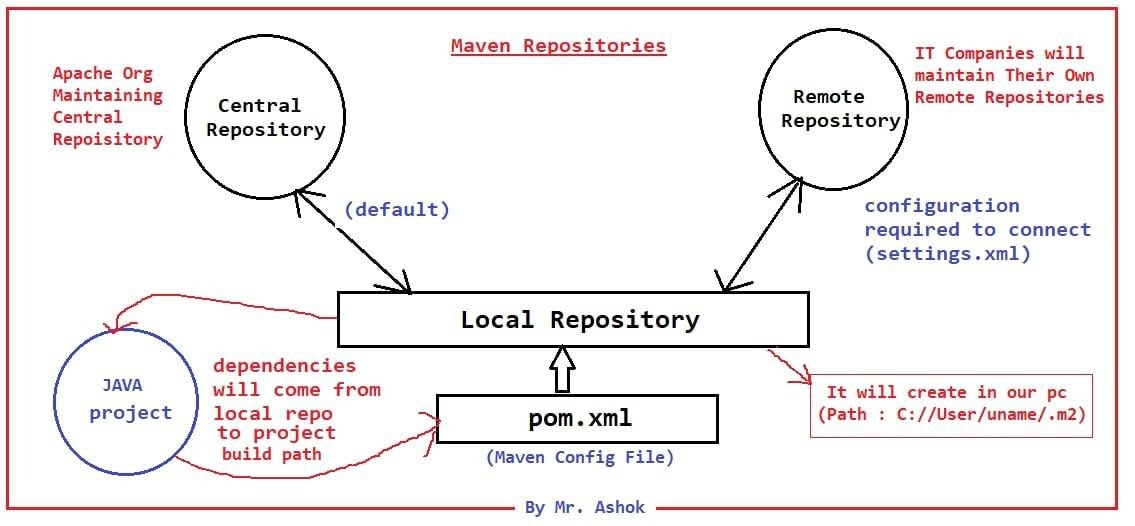 Maven Repositories
Apache Org
Maintaining
Central
Repoisitory
Central
Repository
Remote
Repository
IT Companies will
maintain Their Own
Remote Repositories
(default)
configuration
required to connect
(settings.xml)
Local Repository
JAVA
project
dependencies
will come from
local repo
to project
build path
pom.xml
(Maven Config File)
It will create in our pc
(Path : C://User/uname/.m2)
By Mr. Ashok